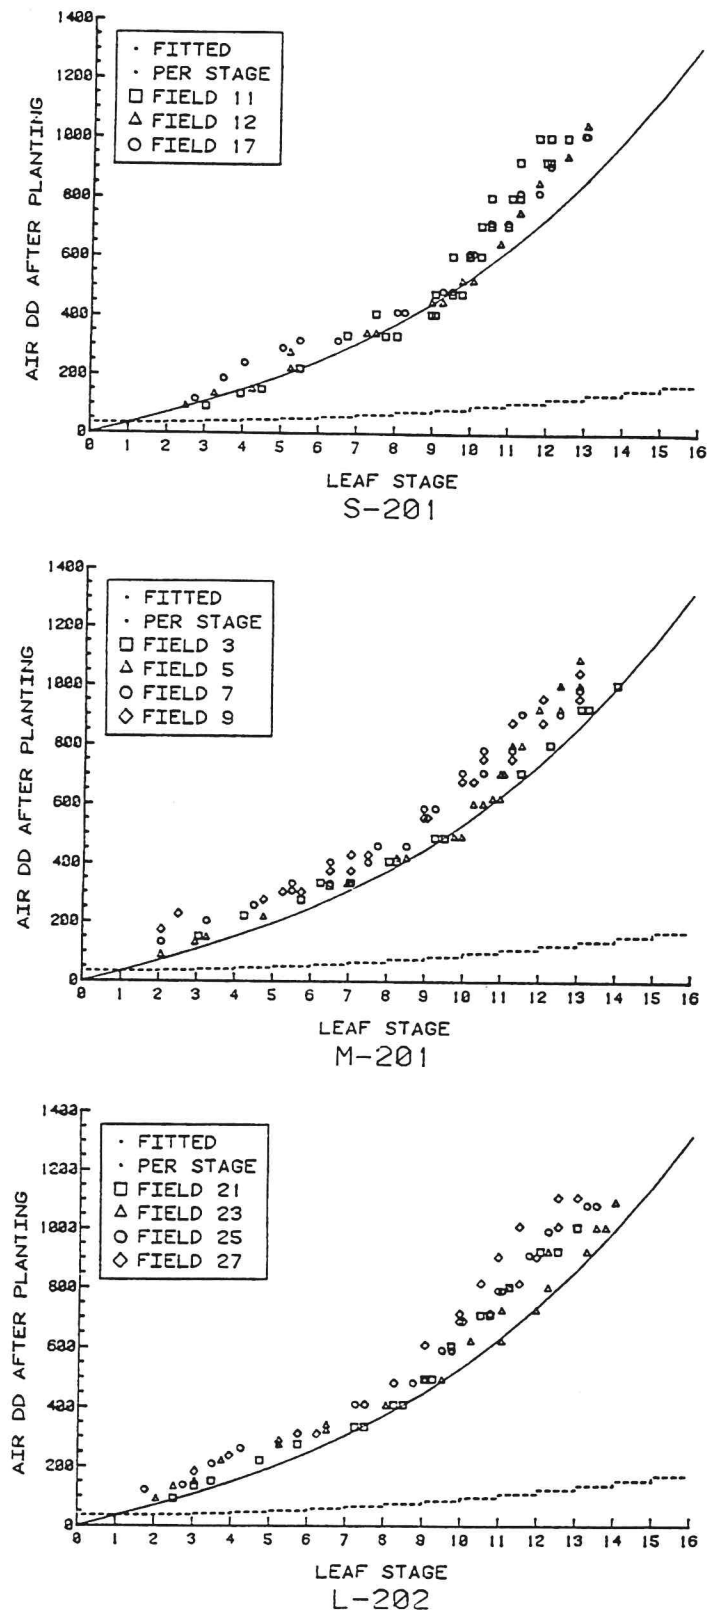 1400
1200
1000
800
600
400
200
0
AIR DD AFTER PLANTING
· FITTED
· PER STAGE
□ FIELD 11
△ FIELD 12
○ FIELD 17
0 1 2 3 4 5 6 7 8 9 10 11 12 13 14 15 16
LEAF STAGE
S-201
1400
1200
1000
800
600
400
200
0
AIR DD AFTER PLANTING
· FITTED
· PER STAGE
□ FIELD 3
△ FIELD 5
○ FIELD 7
◇ FIELD 9
0 1 2 3 4 5 6 7 8 9 10 11 12 13 14 15 16
LEAF STAGE
M-201
1400
1200
1000
800
600
400
200
0
AIR DD AFTER PLANTING
· FITTED
· PER STAGE
□ FIELD 21
△ FIELD 23
○ FIELD 25
◇ FIELD 27
0 1 2 3 4 5 6 7 8 9 10 11 12 13 14 15 16
LEAF STAGE
L-202